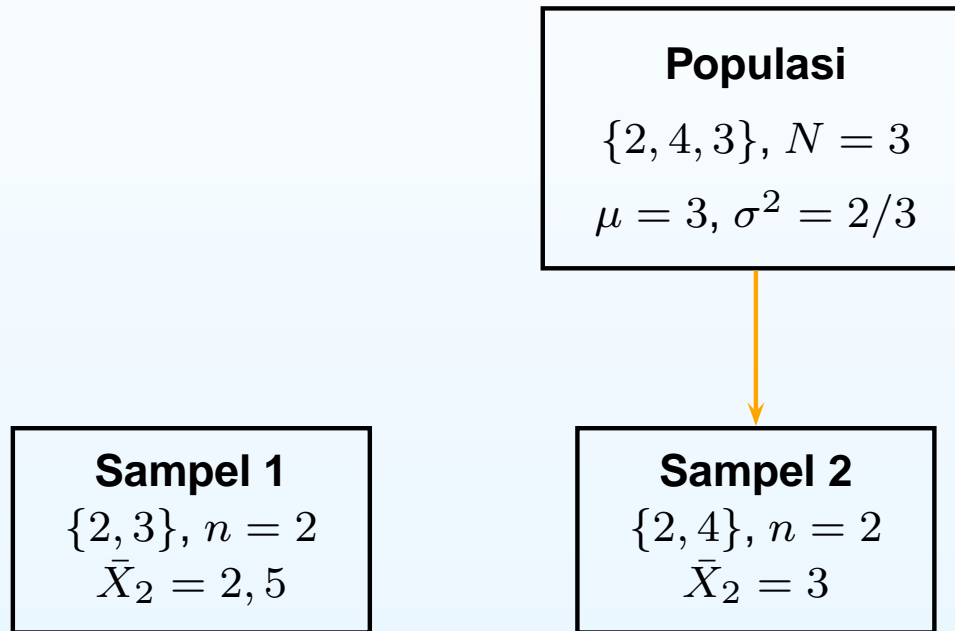 Populasi
{2, 4, 3}, N = 3
μ = 3, σ² = 2/3
Sampel 1
{2, 3}, n = 2
X̄₂ = 2, 5
Sampel 2
{2, 4}, n = 2
X̄₂ = 3